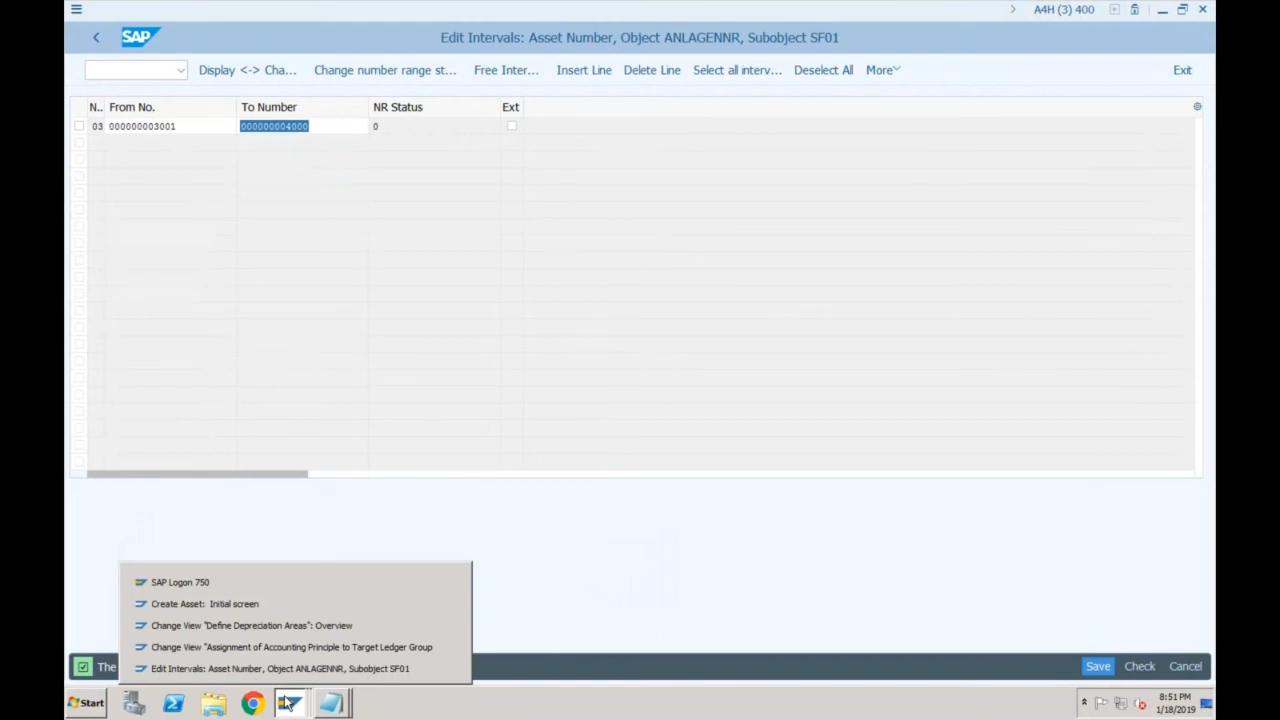 A4H (3) 400
SAP
Edit Intervals: Asset Number, Object ANLAGENNR, Subobject SF01
Display <-> Cha... Change number range st... Free Inter... Insert Line Delete Line Select all interv... Deselect All More Exit
N.. From No. To Number NR Status Ext
03 000000003001 000000004000 0
SAP Logon 750
Create Asset: Initial screen
Change View "Define Depreciation Areas": Overview
Change View "Assignment of Accounting Principle to Target Ledger Group
Edit Intervals: Asset Number, Object ANLAGENNR, Subobject SF01
The
Save Check Cancel
Start
8:51 PM
1/18/2019